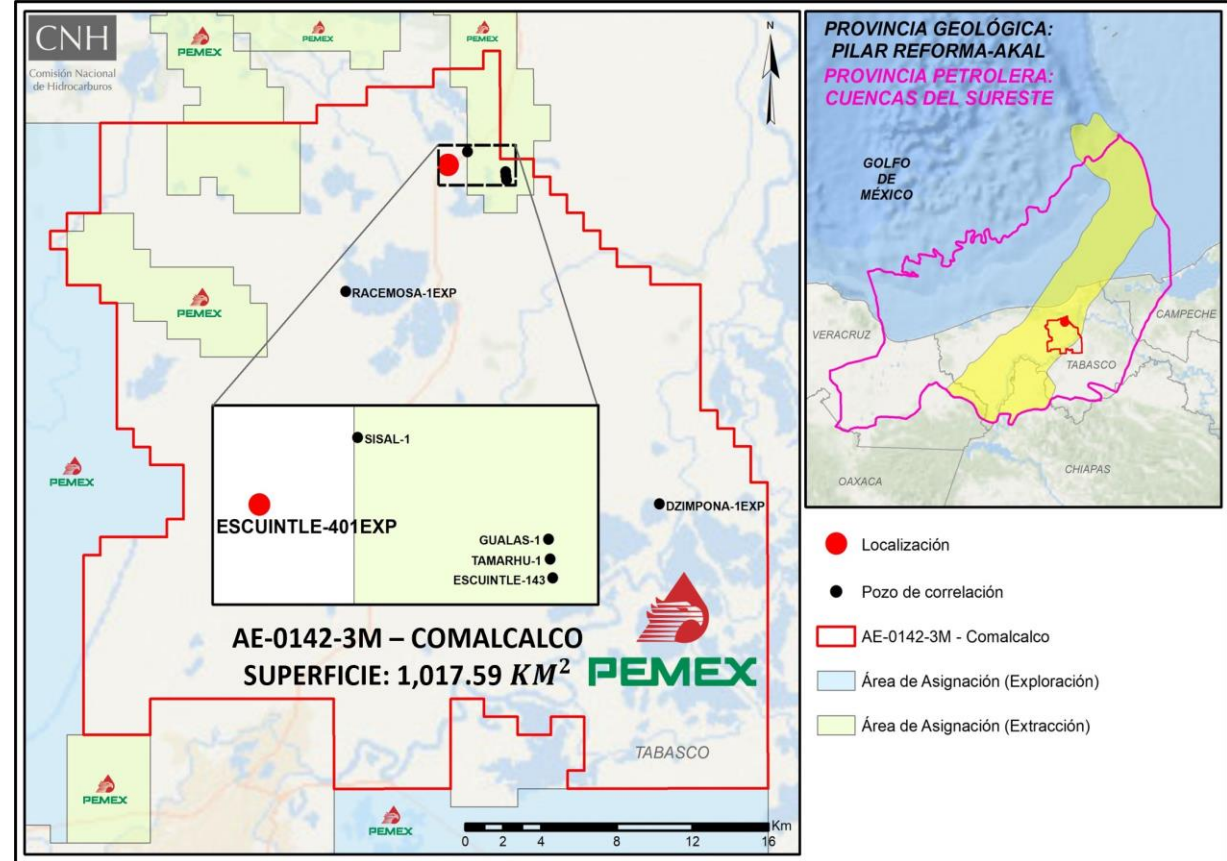 CNH
Comisión Nacional
de Hidrocarburos
PEMEX
PEMEX
PEMEX
N
PEMEX
RACEMOSA-1EXP
PEMEX
SISAL-1
ESCUINTLE-401EXP
GUALAS-1
TAMARHU-1
ESCUINTLE-143
DZIMPONA-1EXP
AE-0142-3M – COMALCALCO
SUPERFICIE: 1,017.59 KM²
PEMEX
TABASCO
PEMEX
PEMEX
Km
0 2 4 8 12 16
PROVINCIA GEOLÓGICA:
PILAR REFORMA-AKAL
PROVINCIA PETROLERA:
CUENCAS DEL SURESTE
GOLFO
DE
MÉXICO
VERACRUZ
CAMPECHE
TABASCO
OAXACA
CHIAPAS
Localización
Pozo de correlación
AE-0142-3M - Comalcalco
Área de Asignación (Exploración)
Área de Asignación (Extracción)